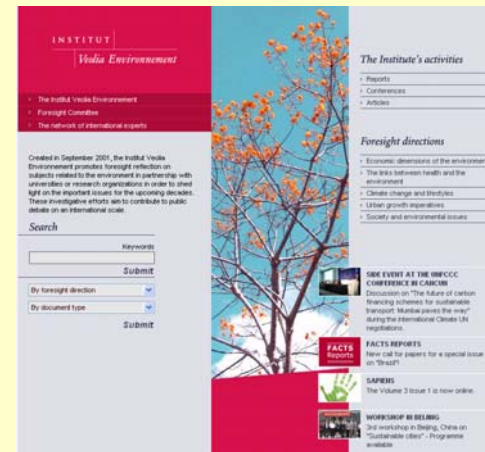 INSTITUT
Veolia Environnement
The Institut Veolia Environnement
Foresight Committee
The network of international experts
Created in September 2001, the Institut Veolia
Environnement promotes foresight reflection on
subjects related to the environment in partnership with
universities or research organizations in order to shed
light on the important issues for the upcoming decades.
These investigative efforts aim to contribute to public
debate on an international scale.
Search
Keywords
Submit
By foresight direction
By document type
Submit
The Institute's activities
Reports
Conferences
Articles
Foresight directions
Economic dimensions of the environment
The links between health and the
environment
Climate change and lifestyles
Urban growth imperatives
Society and environmental issues
SIDE EVENT AT THE UNFCCC
CONFERENCE IN CANCUN
Discussion on "The future of carbon
financing schemes for sustainable
transport: Mumbai paves the way"
during the international Climate UN
negotiations.
FACTS
Reports
FACTS REPORTS
New call for papers for a special issue
on "Brazil"!
SAPIENS
The Volume 3 Issue 1 is now online.
WORKSHOP IN BEIJING
3rd workshop in Beijing, China on
"Sustainable cities" - Programme
available